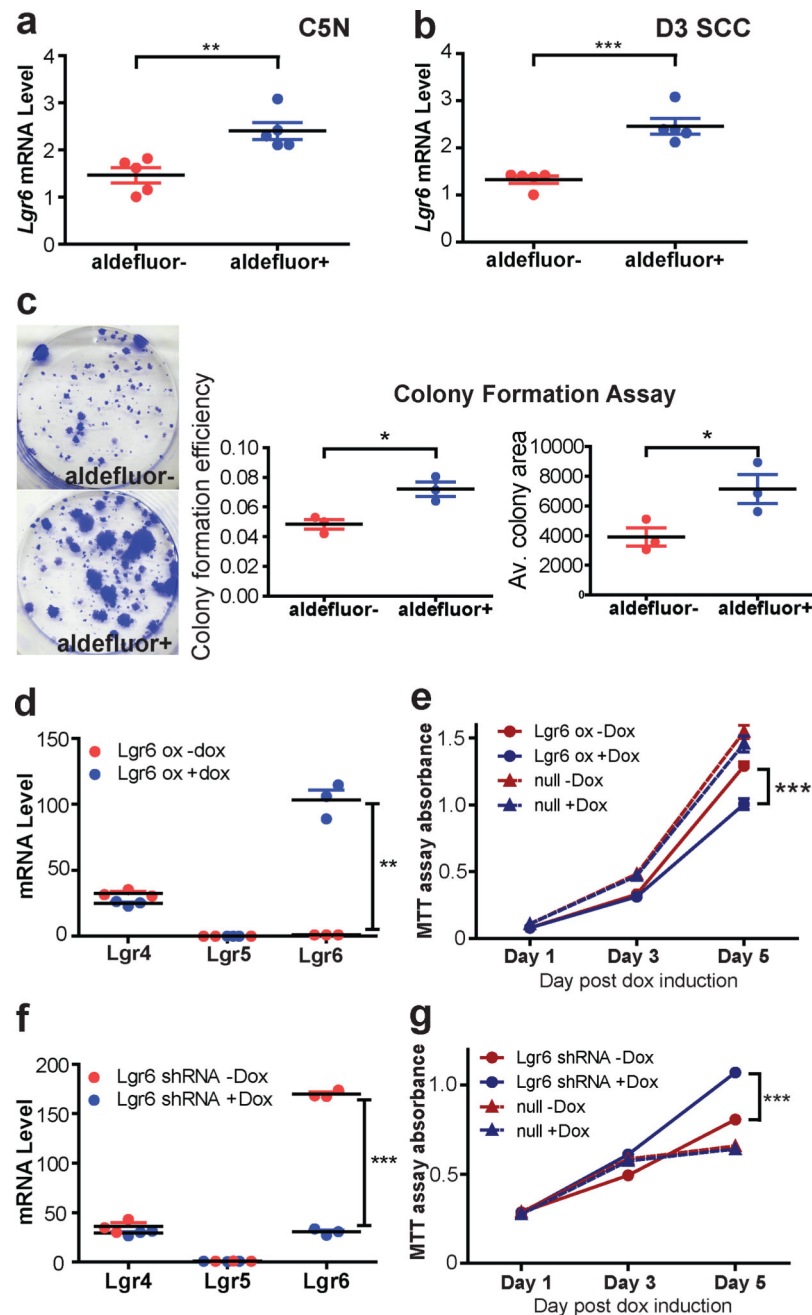 a
C5N
**
Lgr6 mRNA Level
4
3
2
1
0
aldefluor-
aldefluor+
b
D3 SCC
***
Lgr6 mRNA Level
4
3
2
1
0
aldefluor-
aldefluor+
c
aldefluor-
aldefluor+
Colony Formation Assay
Colony formation efficiency
0.10
0.08
0.06
0.04
0.02
0.00
*
aldefluor-
aldefluor+
Av. colony area
10000
8000
6000
4000
2000
0
*
aldefluor-
aldefluor+
d
mRNA Level
150
100
50
0
Lgr6 ox -dox
Lgr6 ox +dox
**
Lgr4
Lgr5
Lgr6
e
MTT assay absorbance
1.5
1.0
0.5
0
Lgr6 ox -Dox
Lgr6 ox +Dox
null -Dox
null +Dox
***
Day 1
Day 3
Day 5
Day post dox induction
f
mRNA Level
200
150
100
50
0
Lgr6 shRNA -Dox
Lgr6 shRNA +Dox
***
Lgr4
Lgr5
Lgr6
g
MTT assay absorbance
1.0
0.5
0
Lgr6 shRNA -Dox
Lgr6 shRNA +Dox
null -Dox
null +Dox
***
Day 1
Day 3
Day 5
Day post dox induction